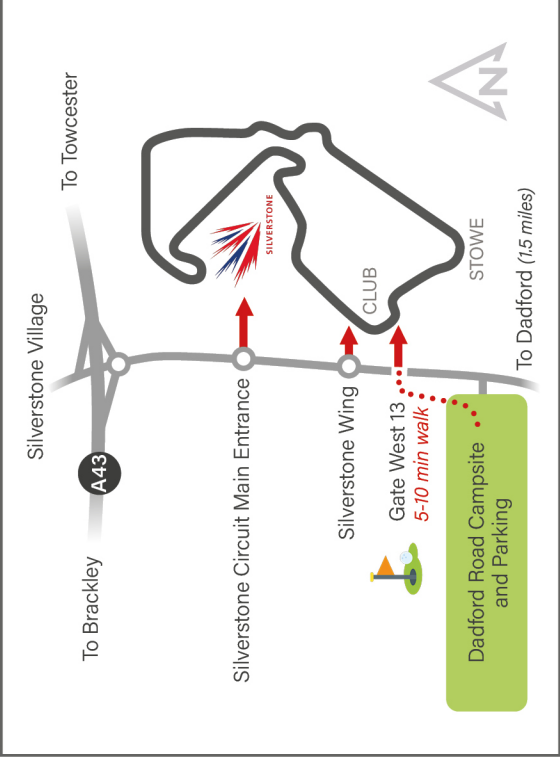 To Brackley
A43
Silverstone Village
To Towcester
Silverstone Circuit Main Entrance
SILVERSTONE
Silverstone Wing
CLUB
Gate West 13
5-10 min walk
STOWE
Dadford Road Campsite
and Parking
To Dadford (1.5 miles)
N